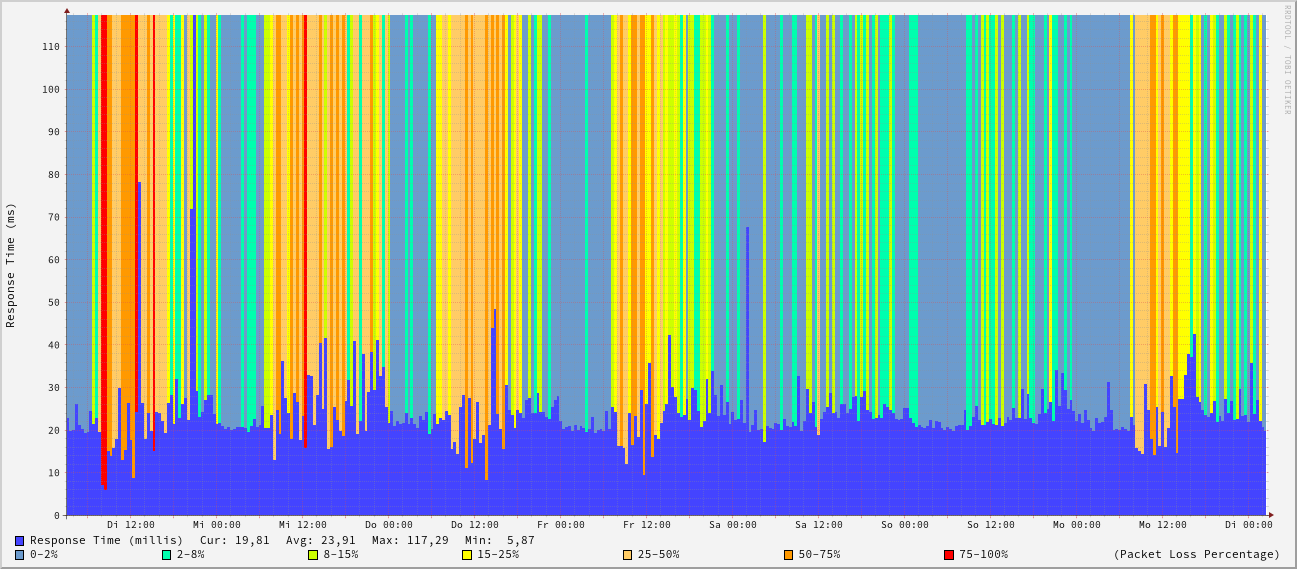 RRDTOOL / TOBI OETIKER
Response Time (ms)
110
100
90
80
70
60
50
40
30
20
10
0
Di 12:00 Mi 00:00 Mi 12:00 Do 00:00 Do 12:00 Fr 00:00 Fr 12:00 Sa 00:00 Sa 12:00 So 00:00 So 12:00 Mo 00:00 Mo 12:00 Di 00:00
Response Time (millis) Cur: 19,81 Avg: 23,91 Max: 117,29 Min: 5,87
0-2% 2-8% 8-15% 15-25% 25-50% 50-75% 75-100% (Packet Loss Percentage)